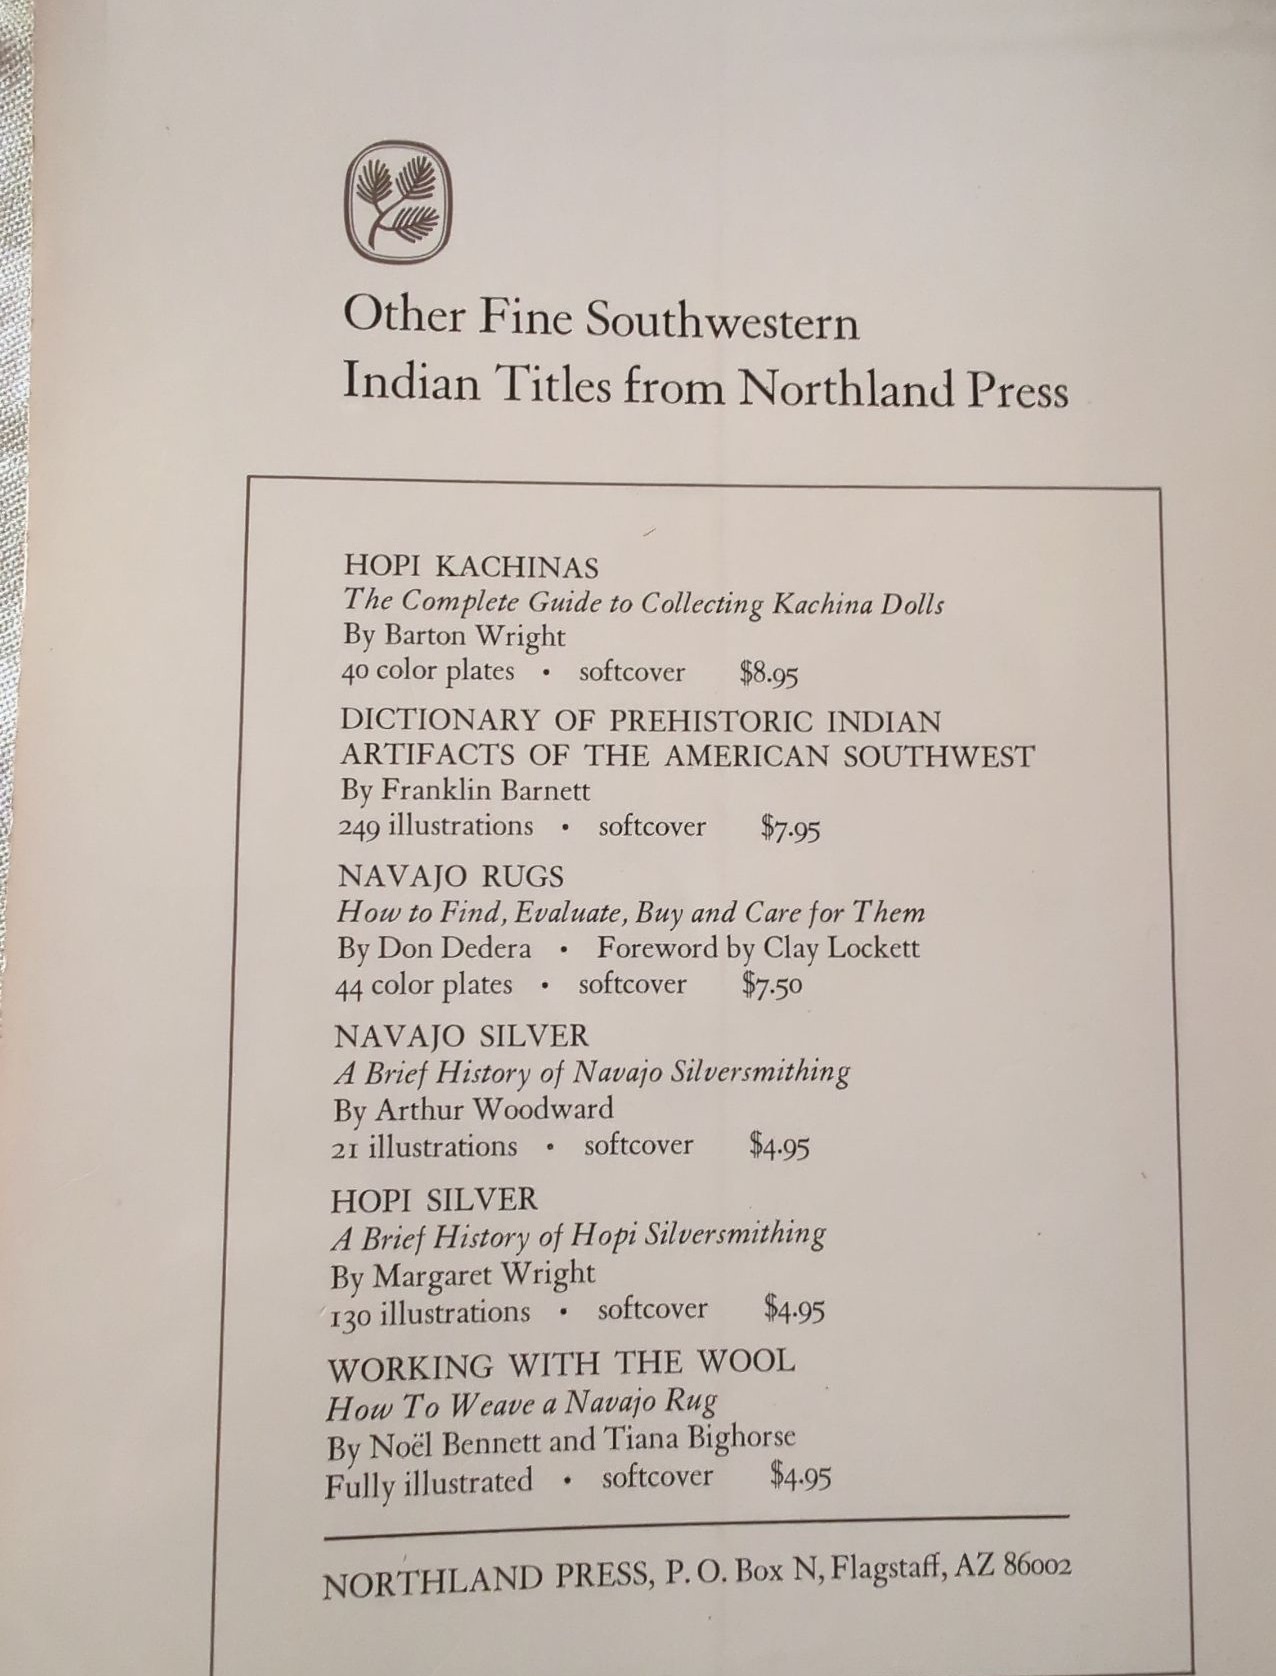 Other Fine Southwestern
Indian Titles from Northland Press
HOPI KACHINAS
The Complete Guide to Collecting Kachina Dolls
By Barton Wright
40 color plates • softcover $8.95
DICTIONARY OF PREHISTORIC INDIAN
ARTIFACTS OF THE AMERICAN SOUTHWEST
By Franklin Barnett
249 illustrations • softcover $7.95
NAVAJO RUGS
How to Find, Evaluate, Buy and Care for Them
By Don Dedera • Foreword by Clay Lockett
44 color plates • softcover $7.50
NAVAJO SILVER
A Brief History of Navajo Silversmithing
By Arthur Woodward
21 illustrations • softcover $4.95
HOPI SILVER
A Brief History of Hopi Silversmithing
By Margaret Wright
130 illustrations • softcover $4.95
WORKING WITH THE WOOL
How To Weave a Navajo Rug
By Noël Bennett and Tiana Bighorse
Fully illustrated • softcover $4.95
NORTHLAND PRESS, P. O. Box N, Flagstaff, AZ 86002